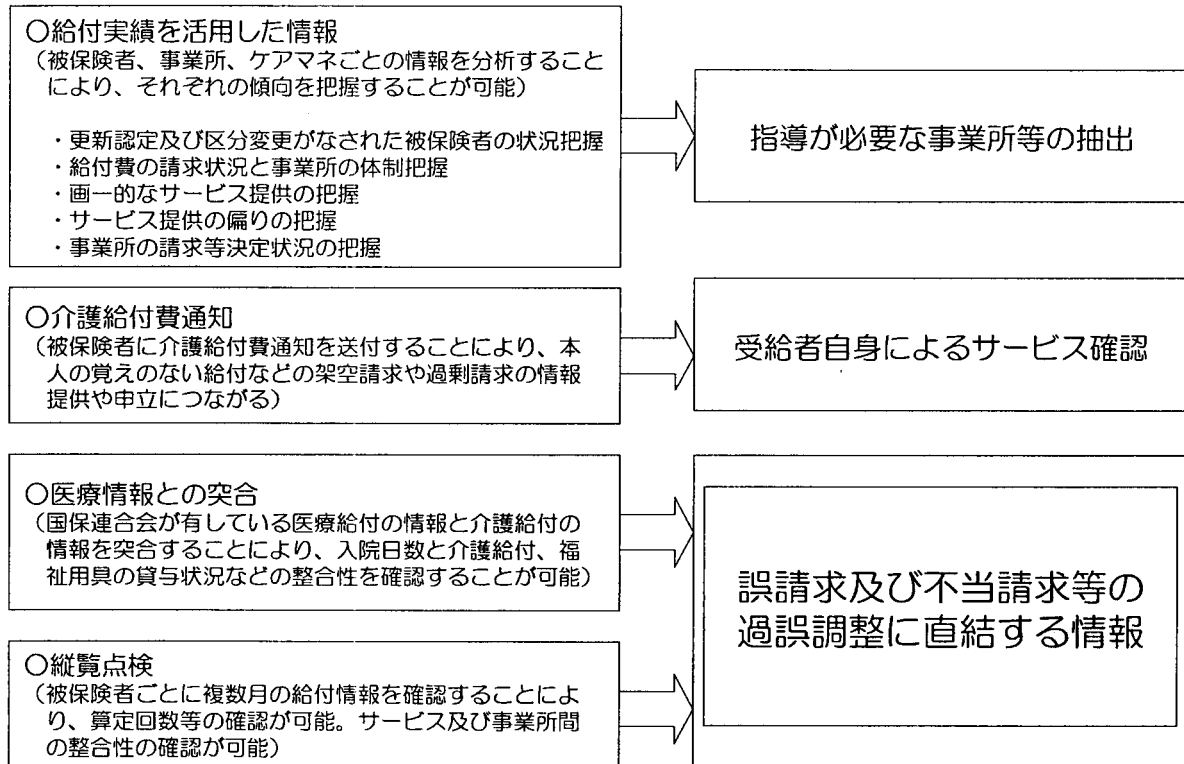 〇給付実績を活用した情報
（被保険者、事業所、ケアマネごとの情報を分析すること
により、それぞれの傾向を把握することが可能）
・更新認定及び区分変更がなされた被保険者の状況把握
・給付費の請求状況と事業所の体制把握
・画一的なサービス提供の把握
・サービス提供の偏りの把握
・事業所の請求等決定状況の把握
指導が必要な事業所等の抽出
〇介護給付費通知
（被保険者に介護給付費通知を送付することにより、本
人の覚えのない給付などの架空請求や過剰請求の情報
提供や申立につながる）
受給者自身によるサービス確認
〇医療情報との突合
（国保連合会が有している医療給付の情報と介護給付の
情報を突合することにより、入院日数と介護給付、福
祉用具の貸与状況などの整合性を確認することが可能）
〇縦覧点検
（被保険者ごとに複数月の給付情報を確認することによ
り、算定回数等の確認が可能。サービス及び事業所間
の整合性の確認が可能）
誤請求及び不当請求等の
過誤調整に直結する情報